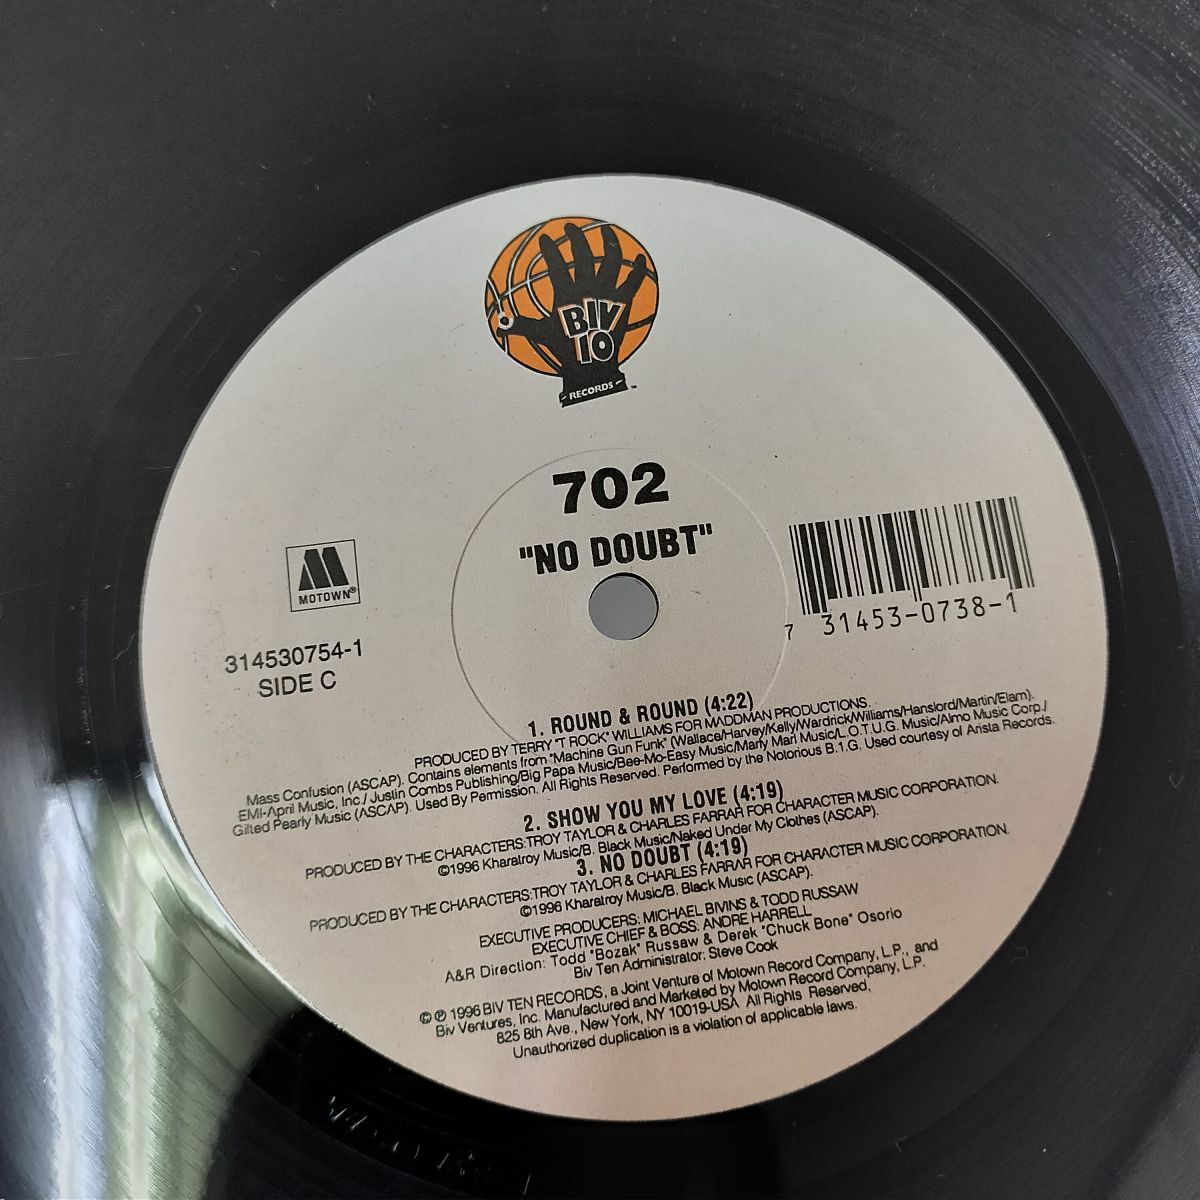 BIV
10
RECORDS
™
702
"NO DOUBT"
MOTOWN®
314530754-1
SIDE C
7 31453-0738-1
1. ROUND & ROUND (4:22)
PRODUCED BY TERRY "T ROCK" WILLIAMS FOR MADDMAN PRODUCTIONS.
Mass Confusion (ASCAP). Contains elements from "Machine Gun Funk" (Wallace/Harvey/Kelly/Wardrick/Williams/Hanslord/Martin/Elam).
EMI-April Music, Inc./ Justin Combs Publishing/Big Papa Music/Bee-Mo-Easy Music/Marly Marl Music/L.O.T.U.G. Music/Almo Music Corp./
Gilted Pearly Music (ASCAP). Used By Permission. All Rights Reserved. Performed by the Notorious B.I.G. Used courtesy of Arista Records.
2. SHOW YOU MY LOVE (4:19)
PRODUCED BY THE CHARACTERS:TROY TAYLOR & CHARLES FARRAR FOR CHARACTER MUSIC CORPORATION.
©1996 Kharatroy Music/B. Black Music/Naked Under My Clothes (ASCAP).
3. NO DOUBT (4:19)
PRODUCED BY THE CHARACTERS:TROY TAYLOR & CHARLES FARRAR FOR CHARACTER MUSIC CORPORATION.
©1996 Kharatroy Music/B. Black Music (ASCAP).
EXECUTIVE PRODUCERS: MICHAEL BIVINS & TODD RUSSAW
EXECUTIVE CHIEF & BOSS: ANDRE HARRELL
A&R Direction: Todd "Bozak" Russaw & Derek "Chuck Bone" Osorio
Biv Ten Administrator: Steve Cook
© ℗ 1996 BIV TEN RECORDS, a Joint Venture of Motown Record Company, L.P., and
Biv Ventures, Inc. Manufactured and Marketed by Motown Record Company, L.P.
825 8th Ave., New York, NY 10019-USA All Rights Reserved.
Unauthorized duplication is a violation of applicable laws.